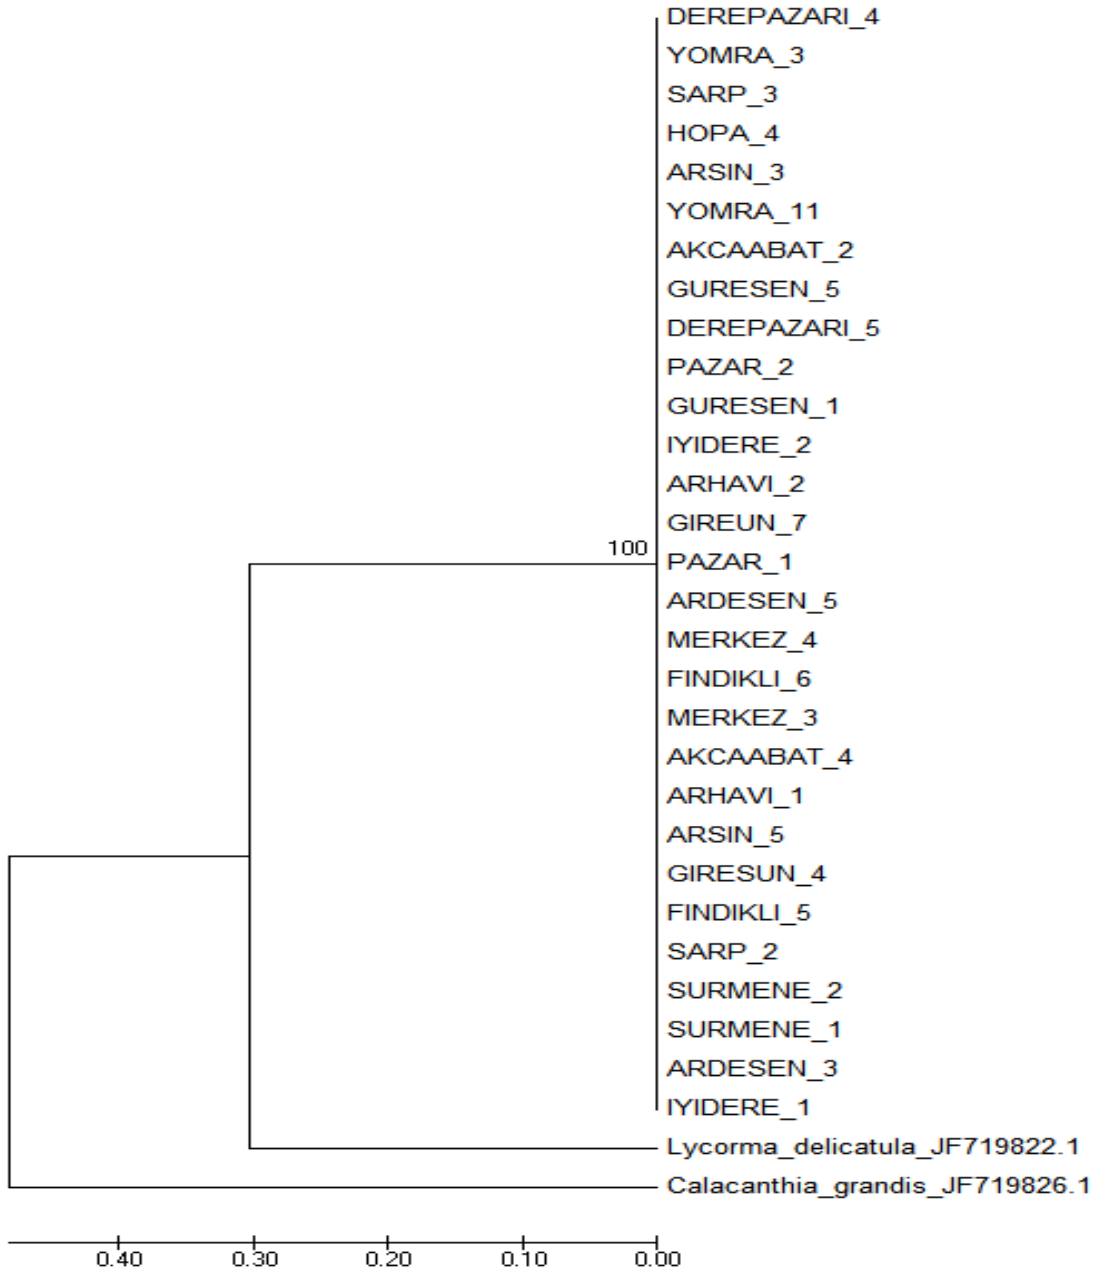 DEREPAZARI_4
YOMRA_3
SARP_3
HOPA_4
ARSIN_3
YOMRA_11
AKCAABAT_2
GURESEN_5
DEREPAZARI_5
PAZAR_2
GURESEN_1
IYIDERE_2
ARHAVI_2
GIREUN_7
100
PAZAR_1
ARDESEN_5
MERKEZ_4
FINDIKLI_6
MERKEZ_3
AKCAABAT_4
ARHAVI_1
ARSIN_5
GIRESUN_4
FINDIKLI_5
SARP_2
SURMENE_2
SURMENE_1
ARDESEN_3
IYIDERE_1
Lycorma_delicatula_JF719822.1
Calacanthia_grandis_JF719826.1
0.40 0.30 0.20 0.10 0.00